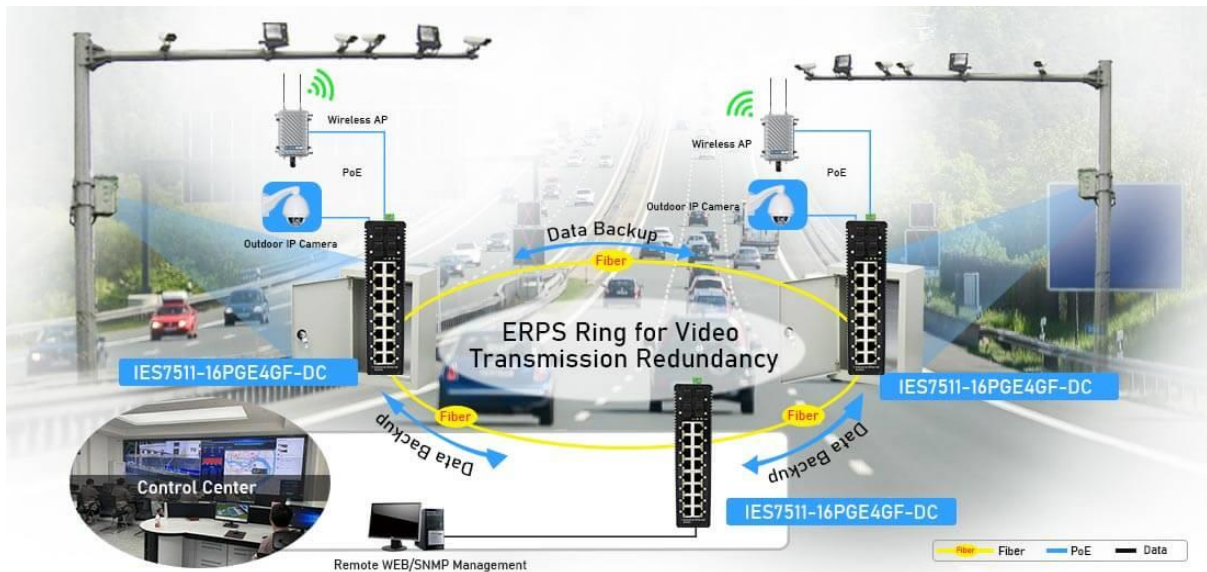 Wireless AP
PoE
Outdoor IP Camera
Wireless AP
PoE
Outdoor IP Camera
Data Backup
Fiber
ERPS Ring for Video
Transmission Redundancy
IES7511-16PGE4GF-DC
IES7511-16PGE4GF-DC
Fiber
Fiber
Data Backup
Data Backup
Control Center
IES7511-16PGE4GF-DC
Remote WEB/SNMP Management
Fiber Fiber PoE Data